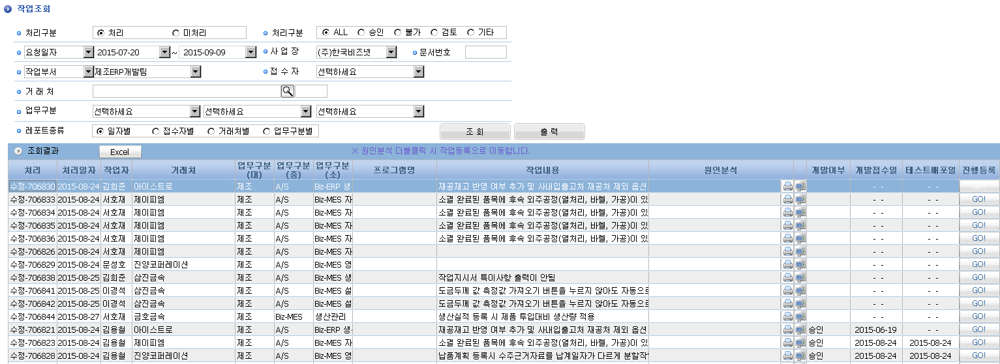 작업조회
처리구분 처리 미처리 처리구분 ALL 승인 불가 검토 기타
요청일자 2015-07-20 ~ 2015-09-09 사 업 장 (주)한국비즈넷 문서번호
작업부서 제조ERP개발팀 접 수 자 선택하세요
거 래 처
업무구분 선택하세요 선택하세요 선택하세요
레포트종류 일자별 접수자별 거래처별 업무구분별 조 회 출 력
조회결과 Excel ※ 원인분석 더블클릭 시 작업등록으로 이동합니다.
처리 처리일자 작업자 거래처 업무구분(대) 업무구분(중) 업무구분(소) 프로그램명 작업내용 원인분석 개발여부 개발접수일 테스트배포일 진행등록
수정-706830 2015-08-24 김희준 아이스트로 제조 A/S Biz-ERP 생 재공재고 반영 여부 추가 및 사내입출고처 재공처 제외 옵션 - - - - GO!
수정-706833 2015-08-24 서호재 제이피엠 제조 A/S Biz-MES 자 소결 완료된 품목에 후속 외주공정(열처리, 바렐, 가공)이 있 - - - - GO!
수정-706834 2015-08-24 서호재 제이피엠 제조 A/S Biz-MES 자 소결 완료된 품목에 후속 외주공정(열처리, 바렐, 가공)이 있 - - - - GO!
수정-706835 2015-08-24 서호재 제이피엠 제조 A/S Biz-MES 자 소결 완료된 품목에 후속 외주공정(열처리, 바렐, 가공)이 있 - - - - GO!
수정-706836 2015-08-24 서호재 제이피엠 제조 A/S Biz-MES 자 소결 완료된 품목에 후속 외주공정(열처리, 바렐, 가공)이 있 - - - - GO!
수정-706826 2015-08-24 서호재 제이피엠 제조 A/S Biz-MES 자 - - - - GO!
수정-706829 2015-08-24 문성호 진양코퍼레이션 제조 A/S Biz-MES 영 - - - - GO!
수정-706838 2015-08-25 김희준 삼진금속 제조 A/S Biz-MES 생 작업지시서 특이사항 출력이 안됨 - - - - GO!
수정-706841 2015-08-25 이경석 삼진금속 제조 A/S Biz-MES 설 도금두께 값 측정값 가져오기 버튼을 누르지 않아도 자동으로 - - - - GO!
수정-706842 2015-08-25 이경석 삼진금속 제조 A/S Biz-MES 설 도금두께 값 측정값 가져오기 버튼을 누르지 않아도 자동으로 - - - - GO!
수정-706844 2015-08-27 서호재 금호금속 제조 Biz-MES 생산관리 생산실적 등록 시 제품 투입대비 생산량 적용 - - - - GO!
수정-706821 2015-08-24 김용철 아이스트로 제조 A/S Biz-ERP 생 재공재고 반영 여부 추가 및 사내입출고처 재공처 제외 옵션 승인 2015-06-19 - - GO!
수정-706823 2015-08-24 김용철 제이피엠 제조 A/S Biz-MES 자 소결 완료된 품목에 후속 외주공정(열처리, 바렐, 가공)이 있 승인 2015-08-24 2015-08-24 GO!
수정-706828 2015-08-24 김용철 진양코퍼레이션 제조 A/S Biz-MES 영 납품계획 등록시 수주근거자료를 납계일자가 다르게 분할작 승인 2015-08-24 2015-08-24 GO!